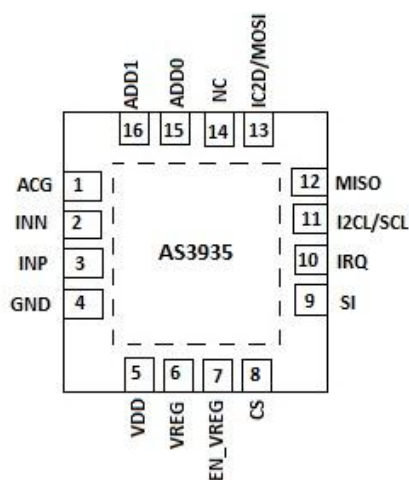 ADD1
ADD0
NC
IC2D/MOSI
16
15
14
13
ACG
1
INN
2
INP
3
GND
4
AS3935
12
MISO
11
I2CL/SCL
10
IRQ
9
SI
5
6
7
8
VDD
VREG
EN_VREG
CS